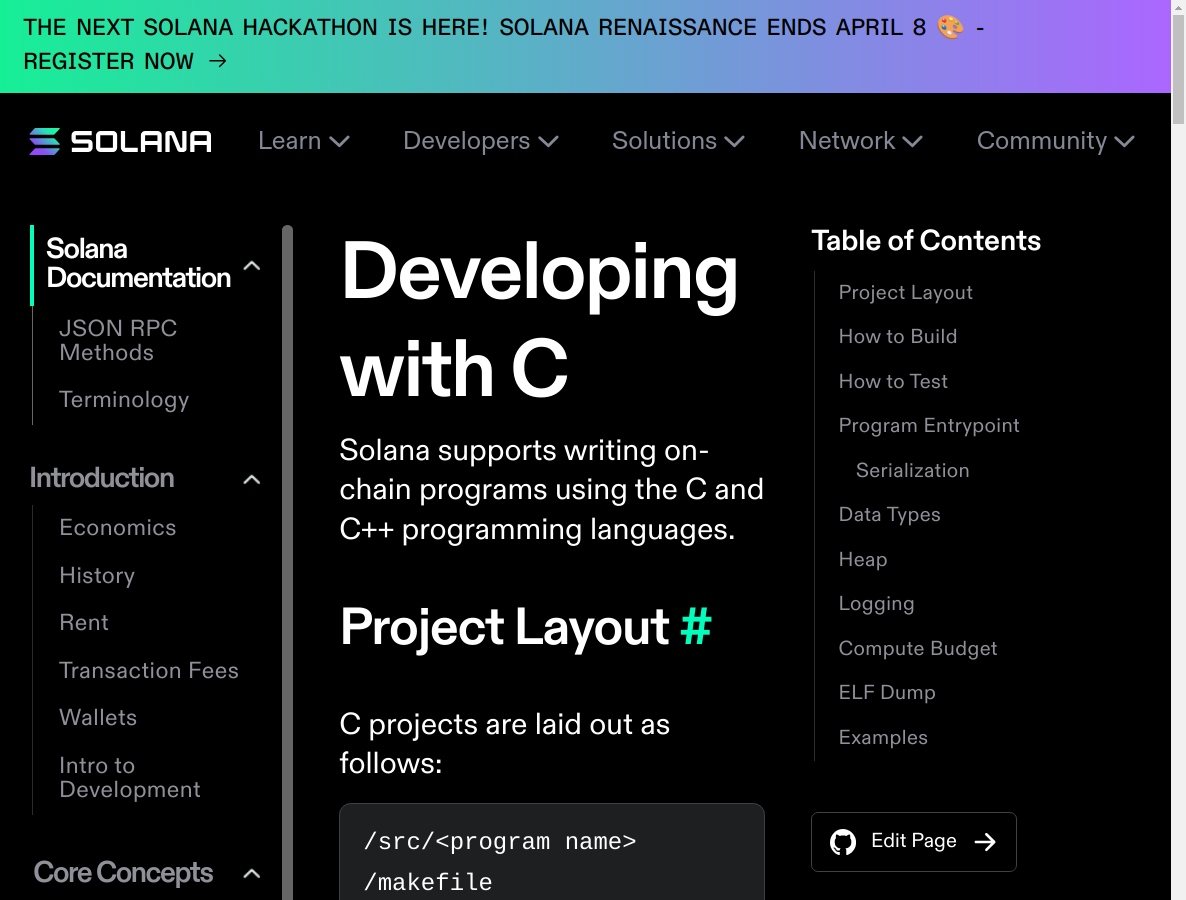 THE NEXT SOLANA HACKATHON IS HERE! SOLANA RENAISSANCE ENDS APRIL 8 🎨 -
REGISTER NOW →
SOLANA
Learn
Developers
Solutions
Network
Community
Solana
Documentation
JSON RPC
Methods
Terminology
Introduction
Economics
History
Rent
Transaction Fees
Wallets
Intro to
Development
Core Concepts
Developing
with C
Solana supports writing on-
chain programs using the C and
C++ programming languages.
Project Layout #
C projects are laid out as
follows:
/src/<program name>
/makefile
Table of Contents
Project Layout
How to Build
How to Test
Program Entrypoint
Serialization
Data Types
Heap
Logging
Compute Budget
ELF Dump
Examples
Edit Page →